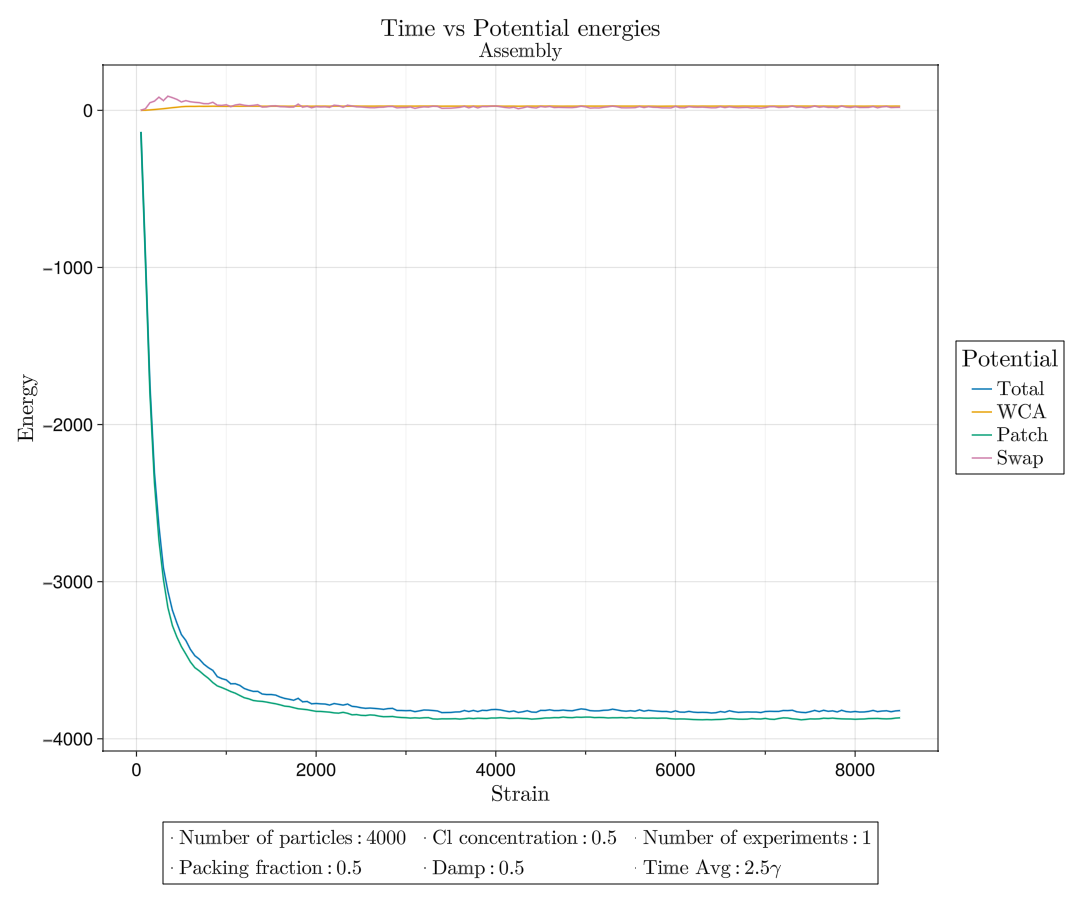 Time vs Potential energies
Assembly
Energy
0
−1000
−2000
−3000
−4000
0 2000 4000 6000 8000
Strain
Potential
Total
WCA
Patch
Swap
· Number of particles : 4000 · Cl concentration : 0.5 · Number of experiments : 1
· Packing fraction : 0.5 · Damp : 0.5 · Time Avg : 2.5γ